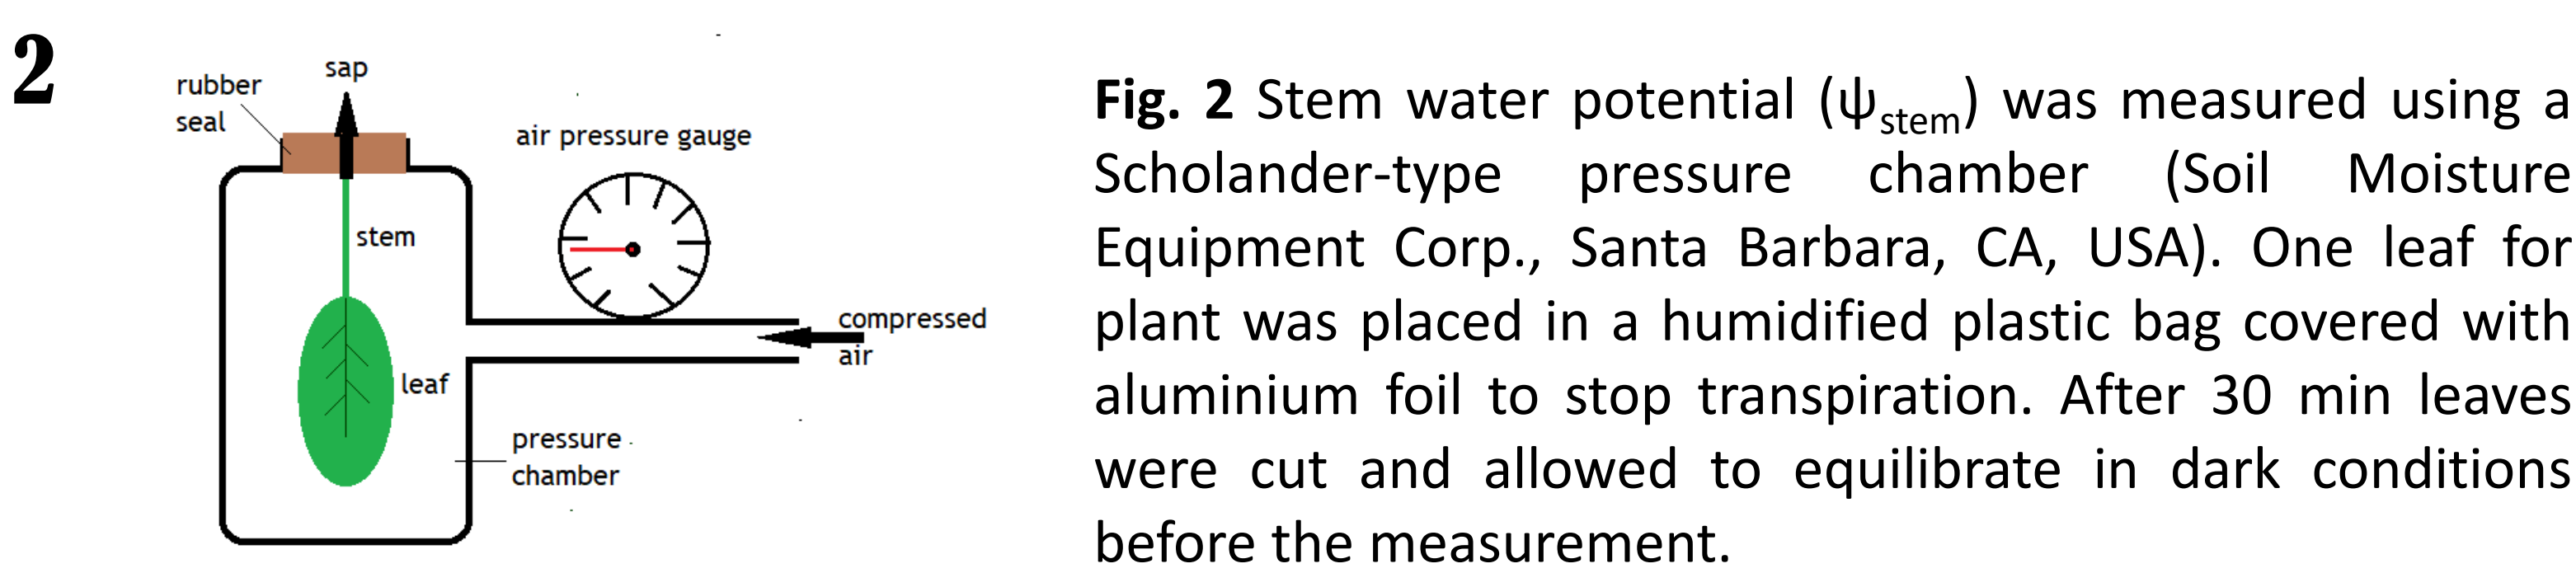 2
sap
rubber
seal
air pressure gauge
stem
compressed
air
leaf
pressure
chamber
Fig. 2 Stem water potential (ψstem) was measured using a
Scholander-type pressure chamber (Soil Moisture
Equipment Corp., Santa Barbara, CA, USA). One leaf for
plant was placed in a humidified plastic bag covered with
aluminium foil to stop transpiration. After 30 min leaves
were cut and allowed to equilibrate in dark conditions
before the measurement.